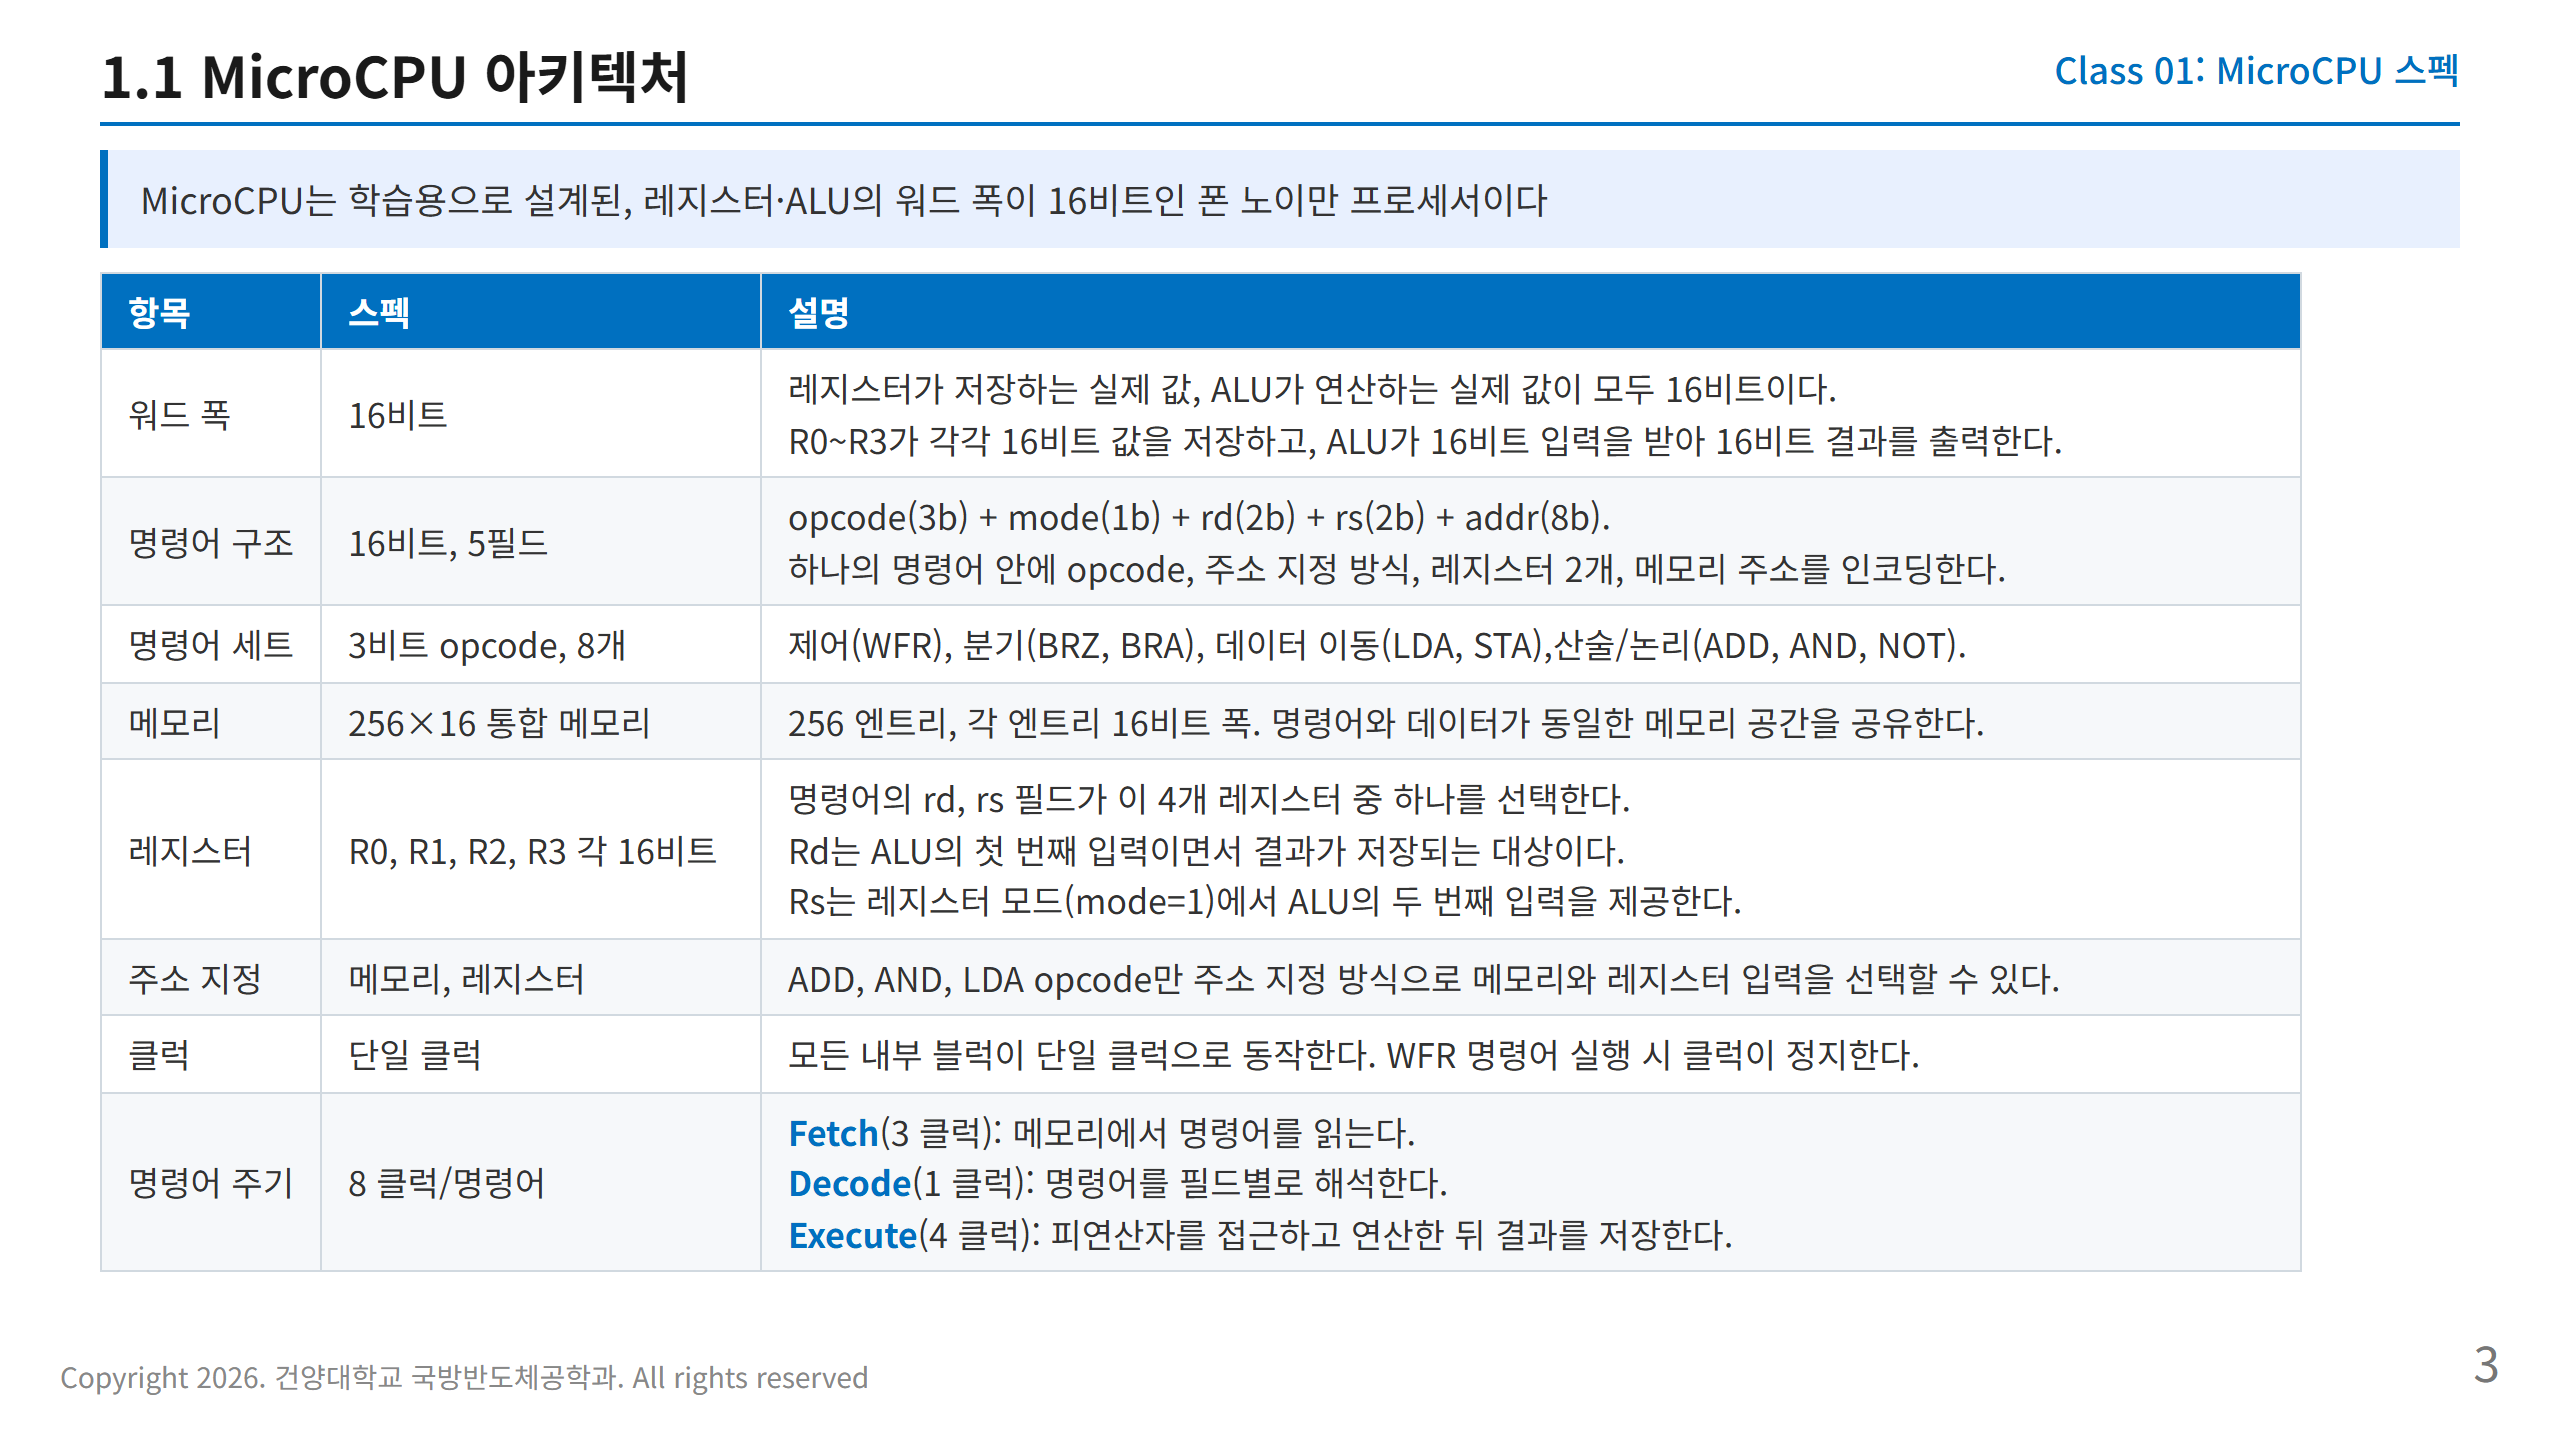 1.1 MicroCPU 아키텍처
Class 01: MicroCPU 스펙
MicroCPU는 학습용으로 설계된, 레지스터·ALU의 워드 폭이 16비트인 폰 노이만 프로세서이다
항목 스펙 설명
워드 폭 16비트 레지스터가 저장하는 실제 값, ALU가 연산하는 실제 값이 모두 16비트이다.
R0~R3가 각각 16비트 값을 저장하고, ALU가 16비트 입력을 받아 16비트 결과를 출력한다.
명령어 구조 16비트, 5필드 opcode(3b) + mode(1b) + rd(2b) + rs(2b) + addr(8b).
하나의 명령어 안에 opcode, 주소 지정 방식, 레지스터 2개, 메모리 주소를 인코딩한다.
명령어 세트 3비트 opcode, 8개 제어(WFR), 분기(BRZ, BRA), 데이터 이동(LDA, STA),산술/논리(ADD, AND, NOT).
메모리 256×16 통합 메모리 256 엔트리, 각 엔트리 16비트 폭. 명령어와 데이터가 동일한 메모리 공간을 공유한다.
레지스터 R0, R1, R2, R3 각 16비트 명령어의 rd, rs 필드가 이 4개 레지스터 중 하나를 선택한다.
Rd는 ALU의 첫 번째 입력이면서 결과가 저장되는 대상이다.
Rs는 레지스터 모드(mode=1)에서 ALU의 두 번째 입력을 제공한다.
주소 지정 메모리, 레지스터 ADD, AND, LDA opcode만 주소 지정 방식으로 메모리와 레지스터 입력을 선택할 수 있다.
클럭 단일 클럭 모든 내부 블럭이 단일 클럭으로 동작한다. WFR 명령어 실행 시 클럭이 정지한다.
명령어 주기 8 클럭/명령어 Fetch(3 클럭): 메모리에서 명령어를 읽는다.
Decode(1 클럭): 명령어를 필드별로 해석한다.
Execute(4 클럭): 피연산자를 접근하고 연산한 뒤 결과를 저장한다.
Copyright 2026. 건양대학교 국방반도체공학과. All rights reserved
3